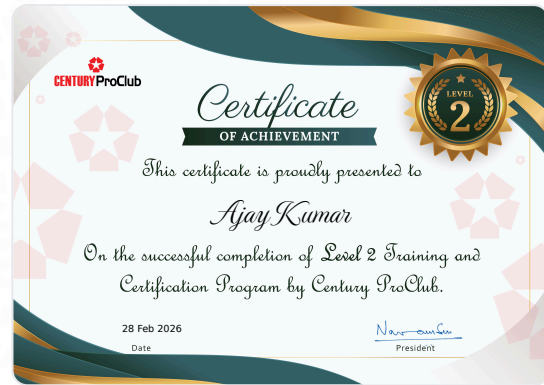 CENTURY ProClub
Certificate
OF ACHIEVEMENT
LEVEL
2
This certificate is proudly presented to
Ajay Kumar
On the successful completion of Level 2 Training and
Certification Program by Century ProClub.
28 Feb 2026
Date
President